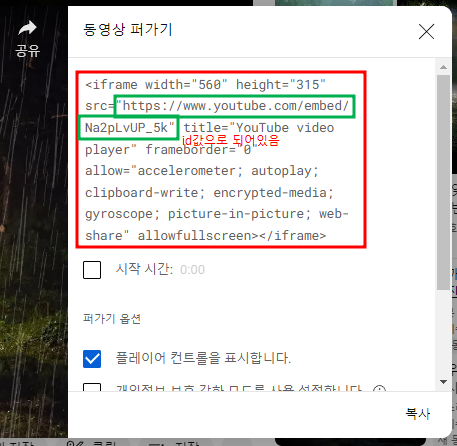 동영상 퍼가기
공유
<iframe width="560" height="315"
src="https://www.youtube.com/embed/
Na2pLvUP_5k" title="YouTube video
id값으로 되어있음
player" frameborder="0"
allow="accelerometer; autoplay;
clipboard-write; encrypted-media;
gyroscope; picture-in-picture; web-
share" allowfullscreen></iframe>
시작 시간: 0:00
퍼가기 옵션
플레이어 컨트롤을 표시합니다.
개인정보 보호 강화 모드를 사용 설정합니다.
복사